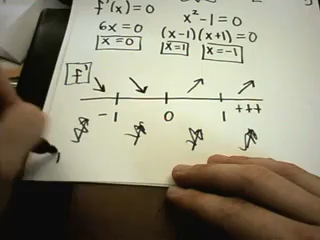 f'(x)=0
x²-1=0
6x=0 (x-1)(x+1)=0
x=0 x=1 x=-1
f'
+++
-1 0 1